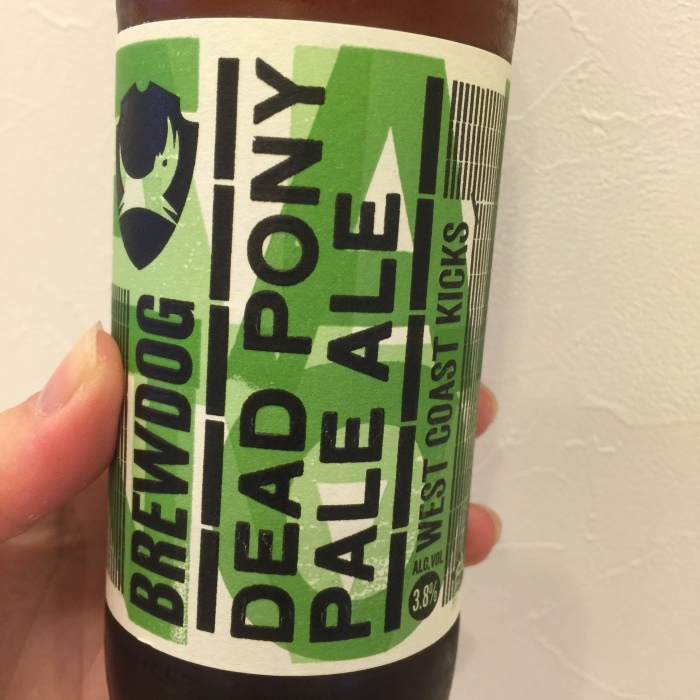 BREWDOG
DEAD PONY
PALE ALE
WEST COAST KICKS
ALC.VOL
3.8%